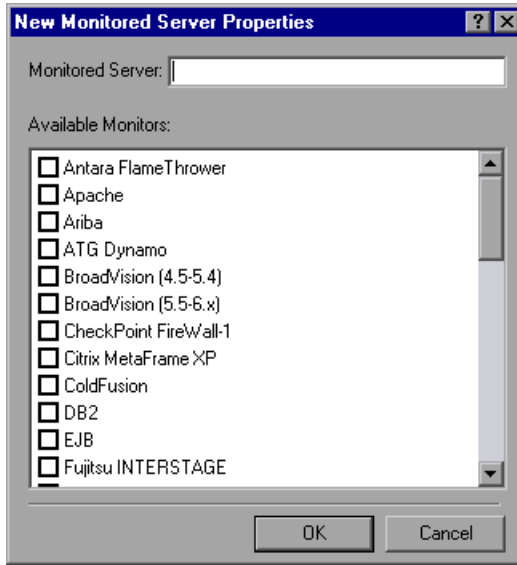 New Monitored Server Properties
Monitored Server:
Available Monitors:
Antara FlameThrower
Apache
Ariba
ATG Dynamo
BroadVision (4.5-5.4)
BroadVision (5.5-6.x)
CheckPoint FireWall-1
Citrix MetaFrame XP
ColdFusion
DB2
EJB
Fujitsu INTERSTAGE
OK Cancel